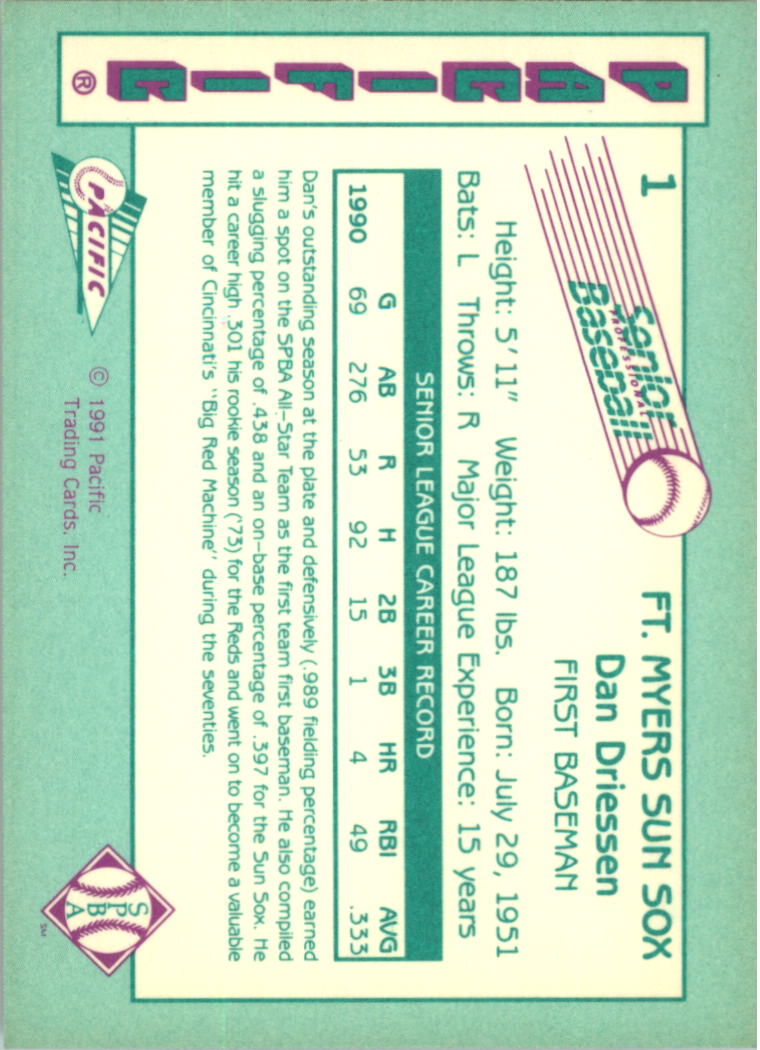 PACIFIC®
1
Senior
PROFESSIONAL
Baseball
FT. MYERS SUN SOX
Dan Driessen
FIRST BASEMAN
Height: 5'11" Weight: 187 lbs. Born: July 29, 1951
Bats: L Throws: R Major League Experience: 15 years
SENIOR LEAGUE CAREER RECORD
G AB R H 2B 3B HR RBI AVG
1990 69 276 53 92 15 1 4 49 .333
Dan's outstanding season at the plate and defensively (.989 fielding percentage) earned
him a spot on the SPBA All-Star Team as the first team first baseman. He also compiled
a slugging percentage of .438 and an on-base percentage of .397 for the Sun Sox. He
hit a career high .301 his rookie season ('73) for the Reds and went on to become a valuable
member of Cincinnati's "Big Red Machine" during the seventies.
PACIFIC
© 1991 Pacific
Trading Cards, Inc.
S
P
B
A
SM